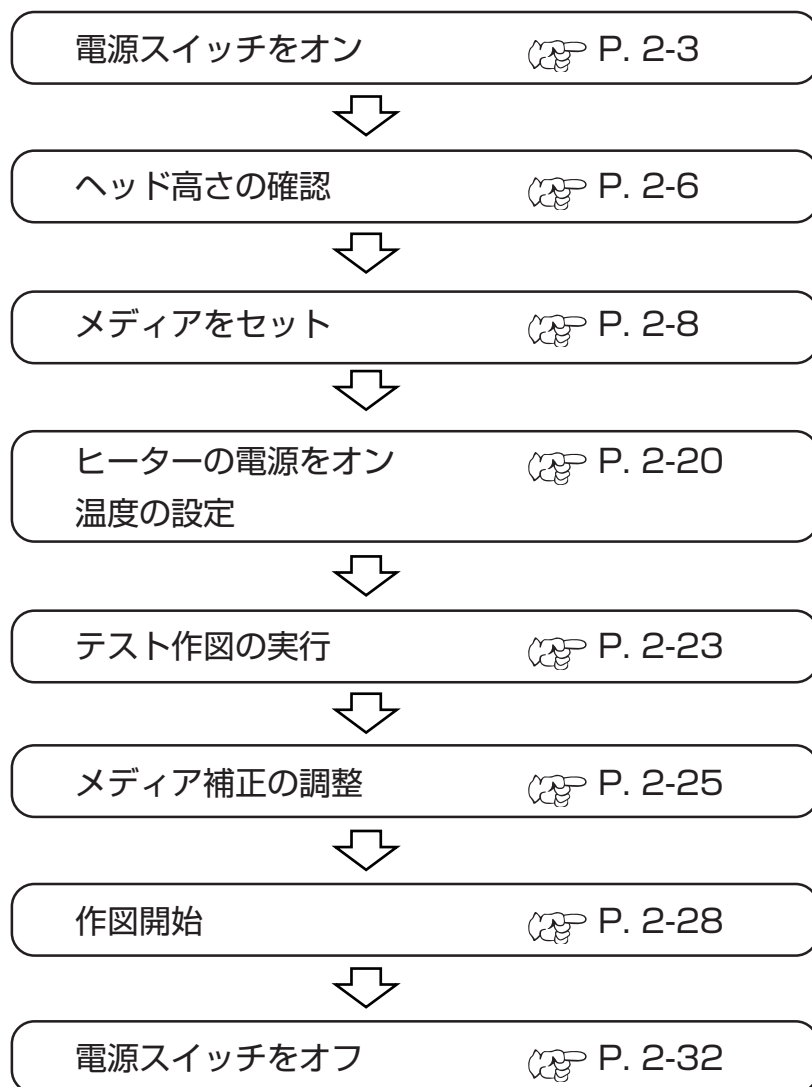 電源スイッチをオン P. 2-3
ヘッド高さの確認 P. 2-6
メディアをセット P. 2-8
ヒーターの電源をオン P. 2-20
温度の設定
テスト作図の実行 P. 2-23
メディア補正の調整 P. 2-25
作図開始 P. 2-28
電源スイッチをオフ P. 2-32